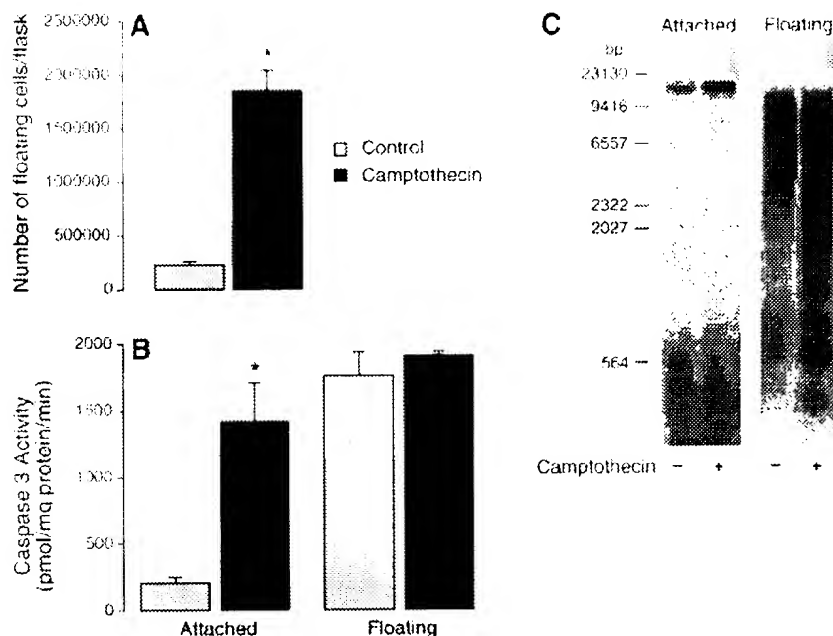 A
Number of floating cells/flask
2500000
2000000
1500000
1000000
500000
0
*
Control
Camptothecin
B
Caspase 3 Activity
(pmol/mg protein/min)
2000
1500
1000
500
0
*
Attached Floating
C
Attached Floating
bp
23130
9416
6557
2322
2027
564
Camptothecin - + - +